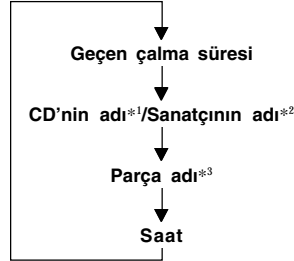 Geçen çalma süresi
CD'nin adı*1/Sanatçının adı*2
Parça adı*3
Saat